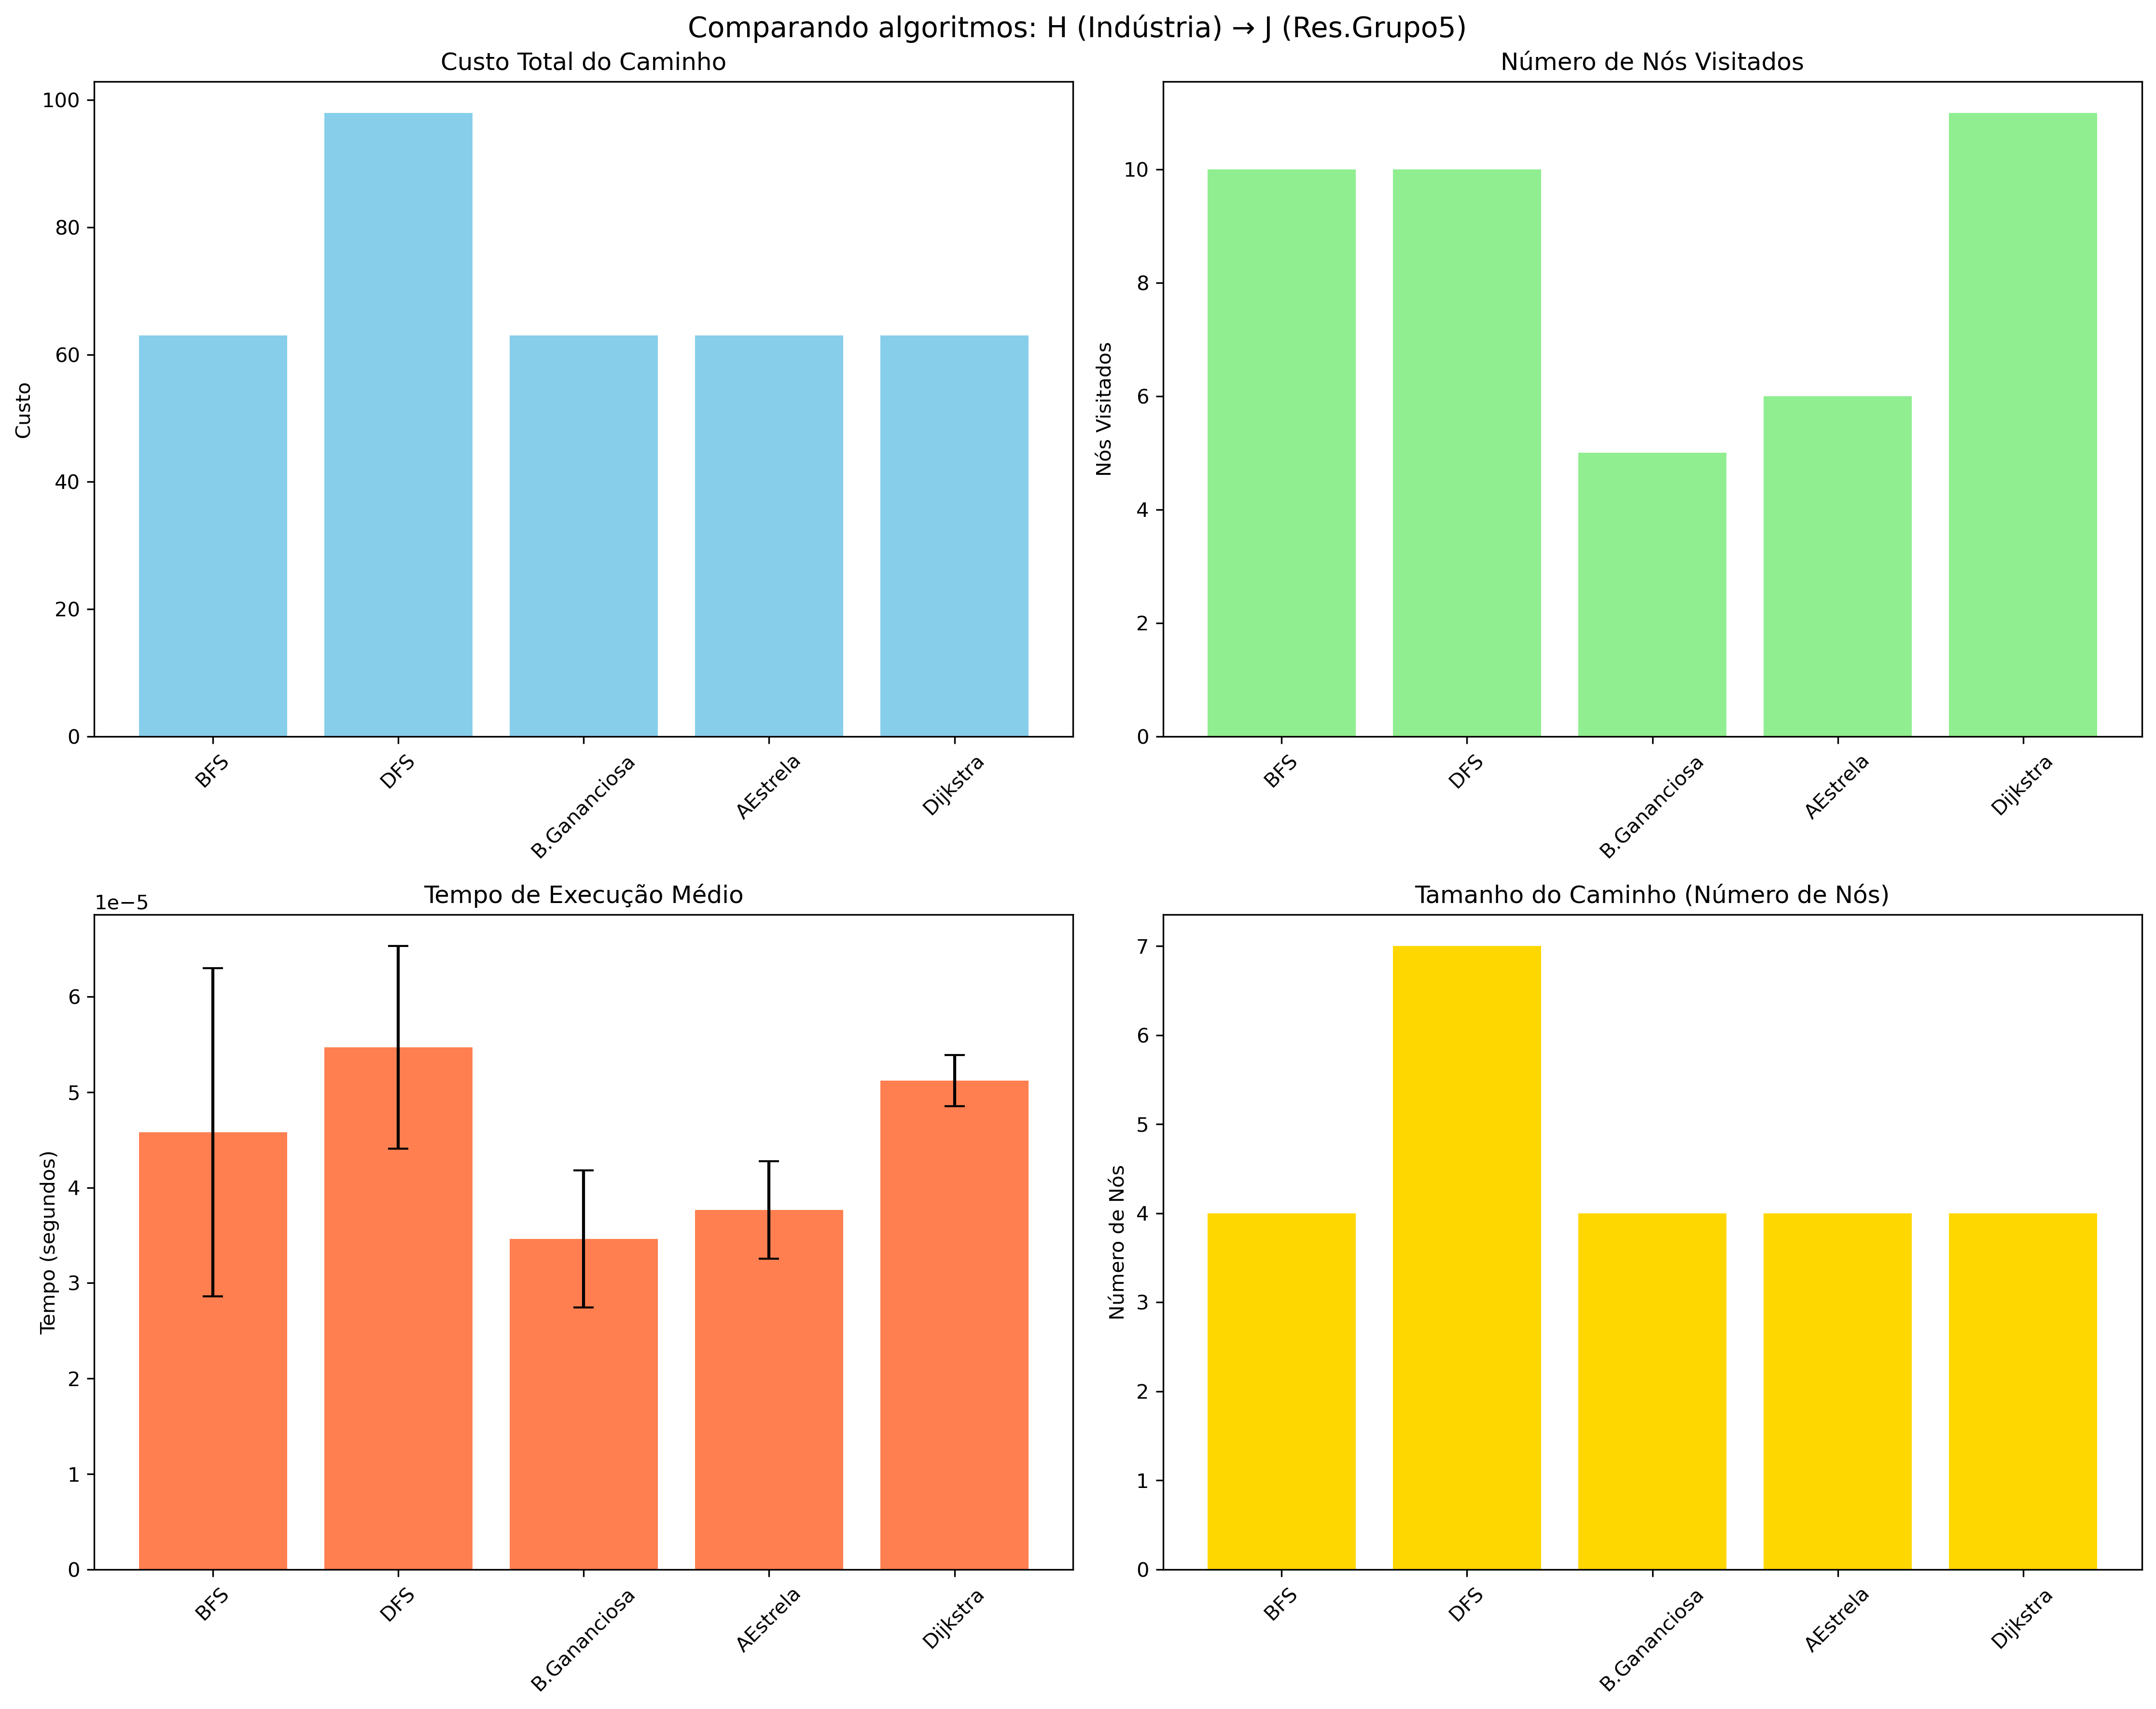 Comparando algoritmos: H (Indústria) → J (Res.Grupo5)
Custo Total do Caminho
Custo
100
80
60
40
20
0
BFS
DFS
B.Gananciosa
AEstrela
Dijkstra
Número de Nós Visitados
Nós Visitados
10
8
6
4
2
0
BFS
DFS
B.Gananciosa
AEstrela
Dijkstra
Tempo de Execução Médio
1e−5
Tempo (segundos)
6
5
4
3
2
1
0
BFS
DFS
B.Gananciosa
AEstrela
Dijkstra
Tamanho do Caminho (Número de Nós)
Número de Nós
7
6
5
4
3
2
1
0
BFS
DFS
B.Gananciosa
AEstrela
Dijkstra